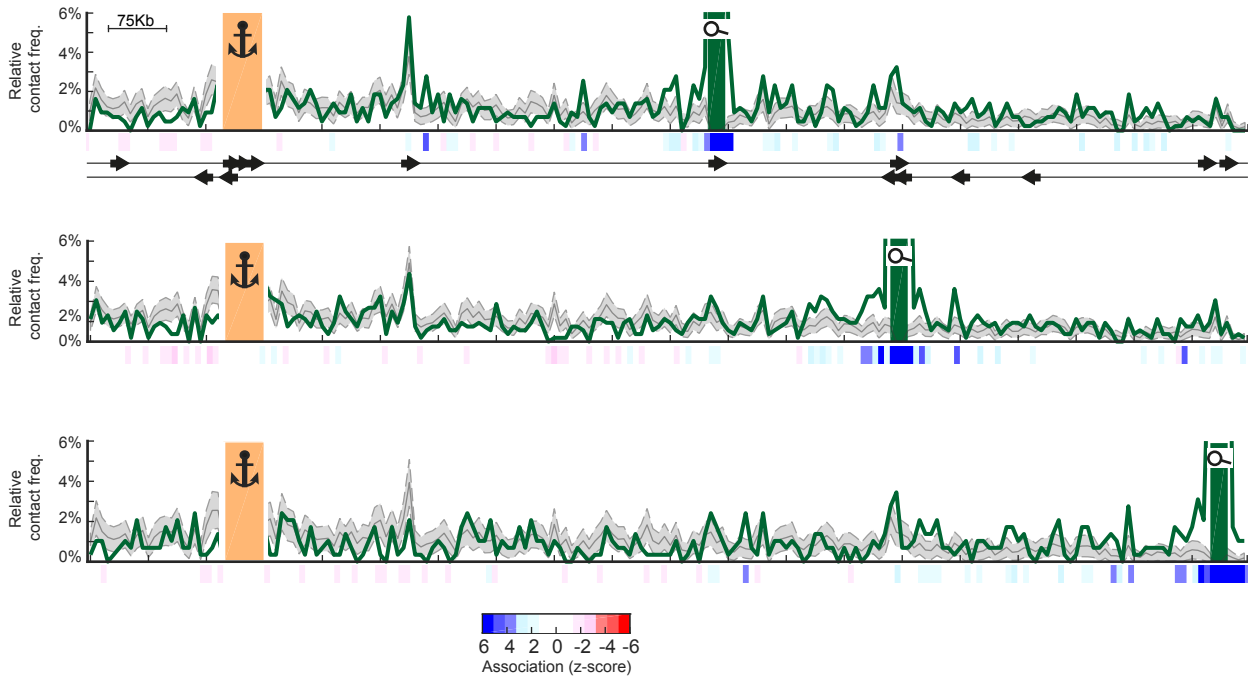 6%
75Kb
4%
2%
0%
Relative
contact freq.
6%
4%
2%
0%
Relative
contact freq.
6%
4%
2%
0%
Relative
contact freq.
6 4 2 0 -2 -4 -6
Association (z-score)